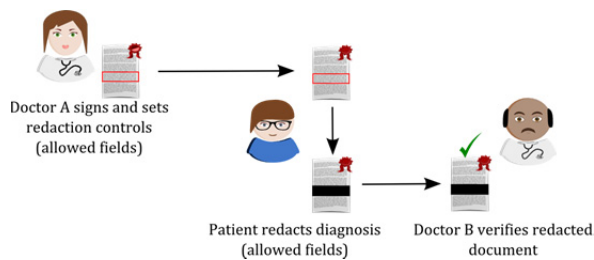 Doctor A signs and sets
redaction controls
(allowed fields)
Patient redacts diagnosis
(allowed fields)
Doctor B verifies redacted
document